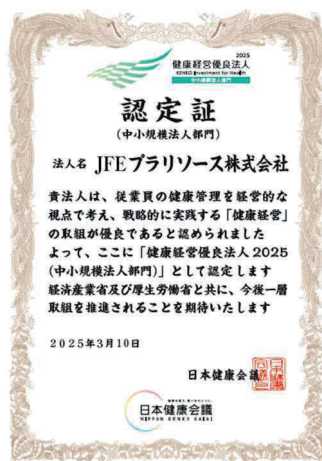 2025
健康経営優良法人
KENKO Investment for Health
中小規模法人部門
認定証
(中小規模法人部門)
法人名 JFEプラリソース株式会社
貴法人は、従業員の健康管理を経営的な
視点で考え、戦略的に実践する「健康経営」
の取組が優良であると認められました
よって、ここに「健康経営優良法人2025
(中小規模法人部門)」として認定します
経済産業省及び厚生労働省と共に、今後一層
取組を推進されることを期待いたします
2025年3月10日
日本健康会議
日本健康会議
NIPPON KENKO KAIGI